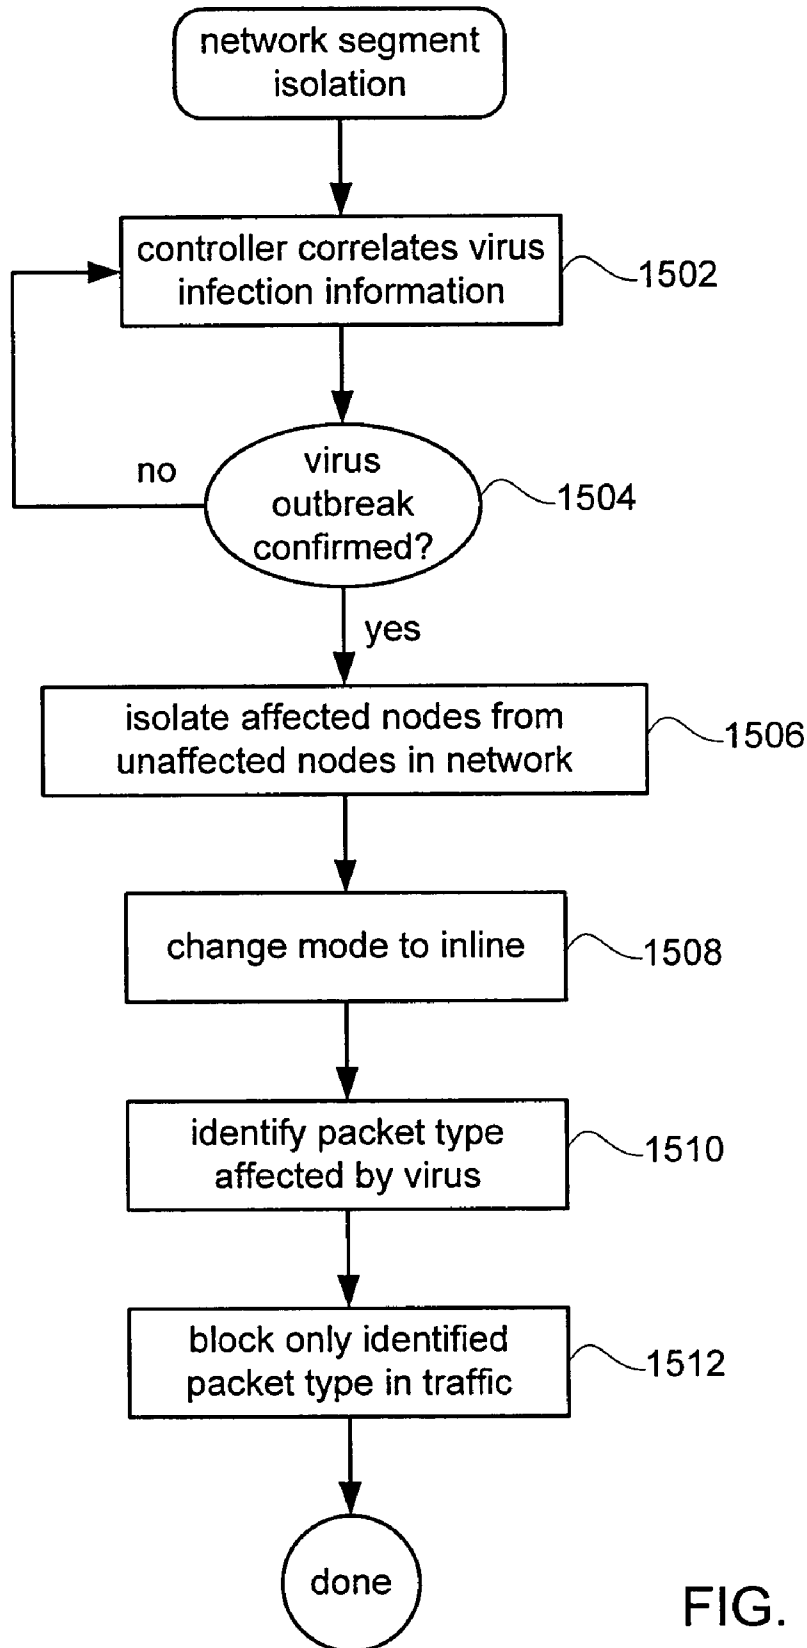 network segment
isolation
controller correlates virus
infection information
1502
no
virus
outbreak
confirmed?
1504
yes
isolate affected nodes from
unaffected nodes in network
1506
change mode to inline
1508
identify packet type
affected by virus
1510
block only identified
packet type in traffic
1512
done
FIG.